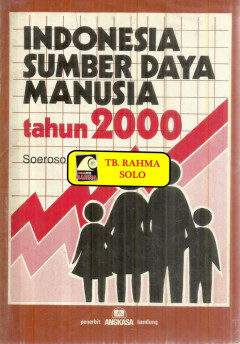 INDONESIA
SUMBER DAYA
MANUSIA
tahun 2000
Soeroso
TB. RAHMA
SOLO
penerbit ANGKASA bandung